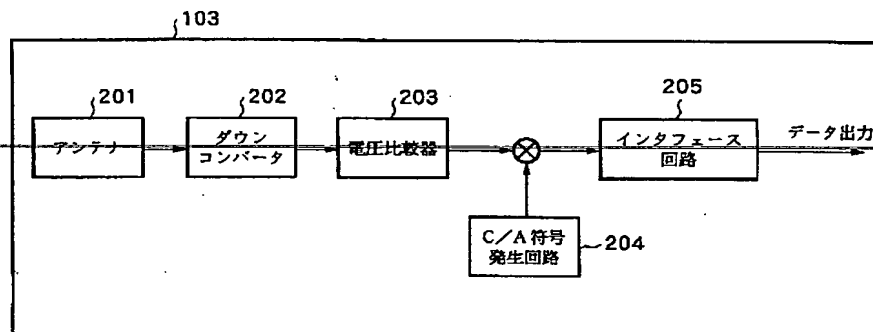 103
201
202
203
205
アンテナ
ダウン
コンバータ
電圧比較器
インタフェース
回路
データ出力
C/A符号
発生回路
204